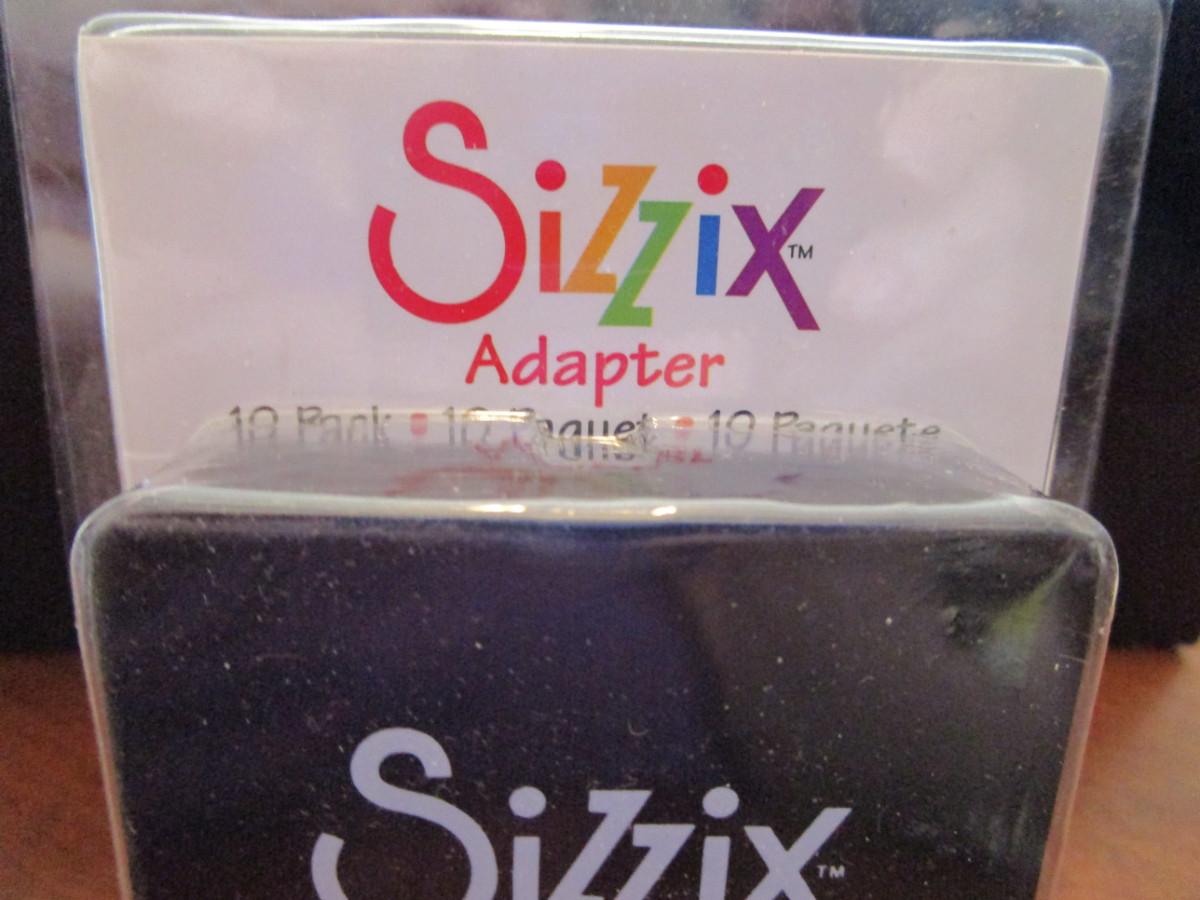 Sizzix™
Adapter
10 Pack • 10 Paquet • 10 Paquete
Sizzix™